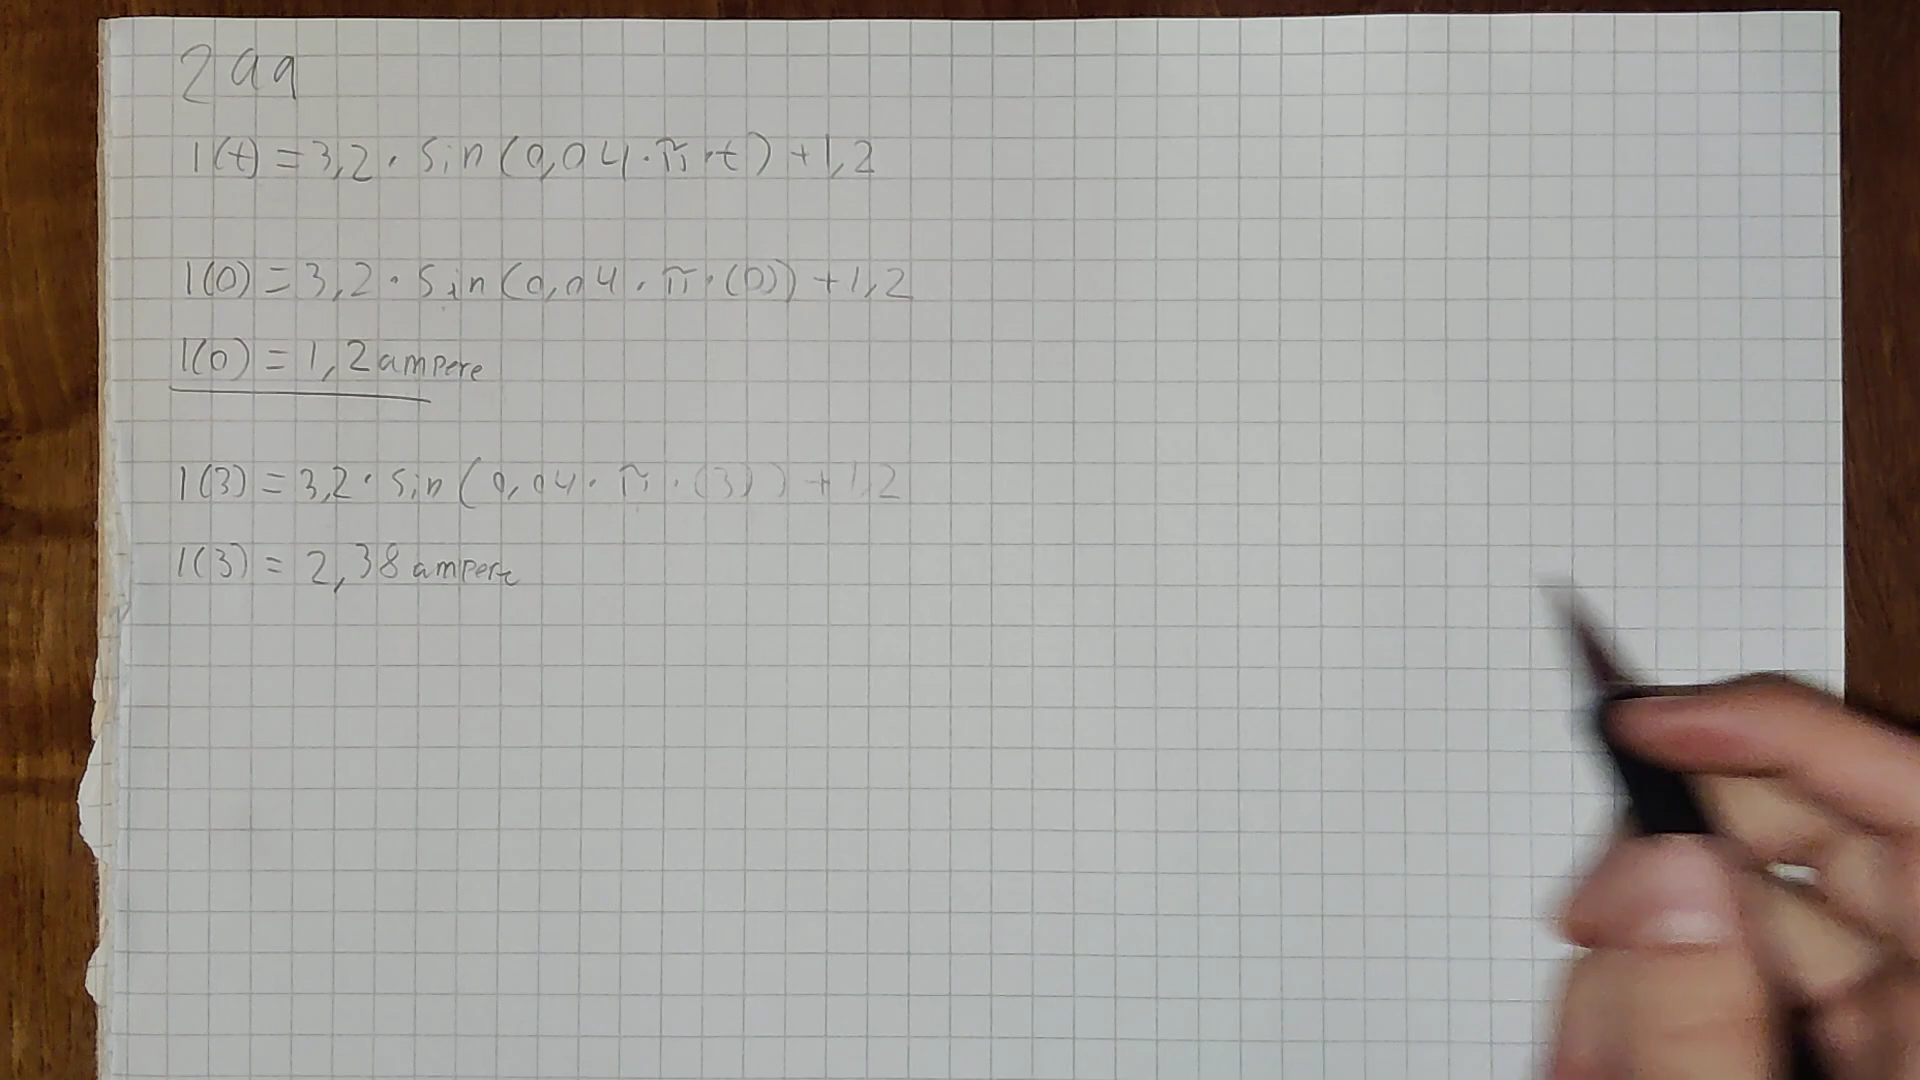 2aa
I(t) = 3,2 · sin(0,04 · π · t) + 1,2
I(0) = 3,2 · sin(0,04 · π · (0)) + 1,2
I(0) = 1,2 ampere
I(3) = 3,2 · sin(0,04 · π · (3)) + 1,2
I(3) = 2,38 ampere